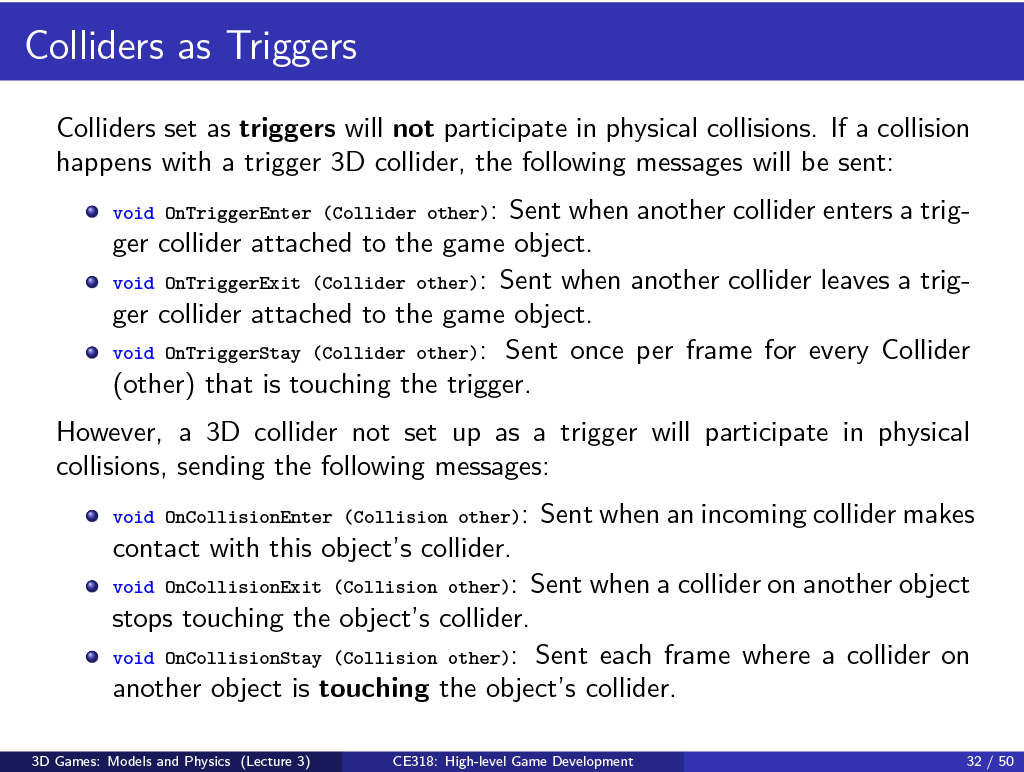 Colliders as Triggers
Colliders set as triggers will not participate in physical collisions. If a collision
happens with a trigger 3D collider, the following messages will be sent:
void OnTriggerEnter (Collider other): Sent when another collider enters a trig-
ger collider attached to the game object.
void OnTriggerExit (Collider other): Sent when another collider leaves a trig-
ger collider attached to the game object.
void OnTriggerStay (Collider other): Sent once per frame for every Collider
(other) that is touching the trigger.
However, a 3D collider not set up as a trigger will participate in physical
collisions, sending the following messages:
void OnCollisionEnter (Collision other): Sent when an incoming collider makes
contact with this object's collider.
void OnCollisionExit (Collision other): Sent when a collider on another object
stops touching the object's collider.
void OnCollisionStay (Collision other): Sent each frame where a collider on
another object is touching the object's collider.
3D Games: Models and Physics (Lecture 3) CE318: High-level Game Development 32 / 50